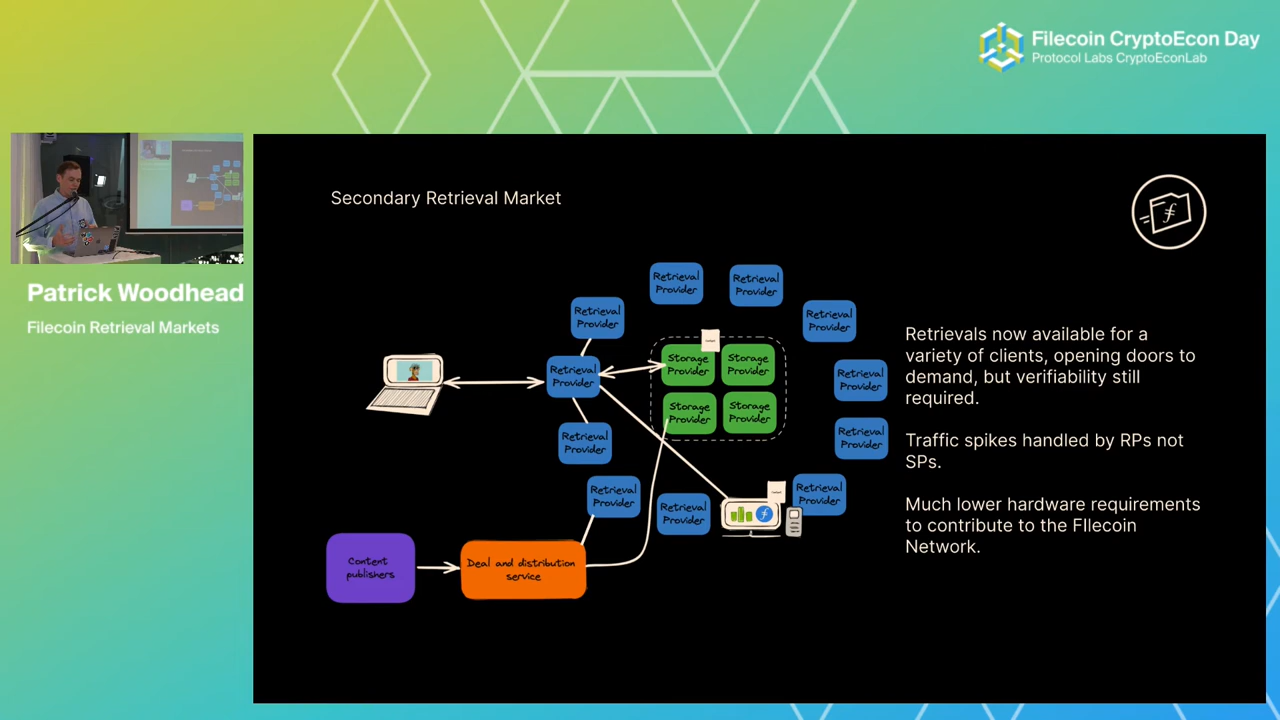 Filecoin CryptoEcon Day
Protocol Labs CryptoEconLab
Patrick Woodhead
Filecoin Retrieval Markets
Secondary Retrieval Market
Retrieval
Provider
Retrieval
Provider
Retrieval
Provider
Retrieval
Provider
Retrieval
Provider
Storage
Provider
Storage
Provider
Storage
Provider
Storage
Provider
Retrieval
Provider
Retrieval
Provider
Retrieval
Provider
Retrieval
Provider
Retrieval
Provider
Retrieval
Provider
Content
publishers
Deal and distribution
service
Retrievals now available for a
variety of clients, opening doors to
demand, but verifiability still
required.
Traffic spikes handled by RPs not
SPs.
Much lower hardware requirements
to contribute to the FIlecoin
Network.